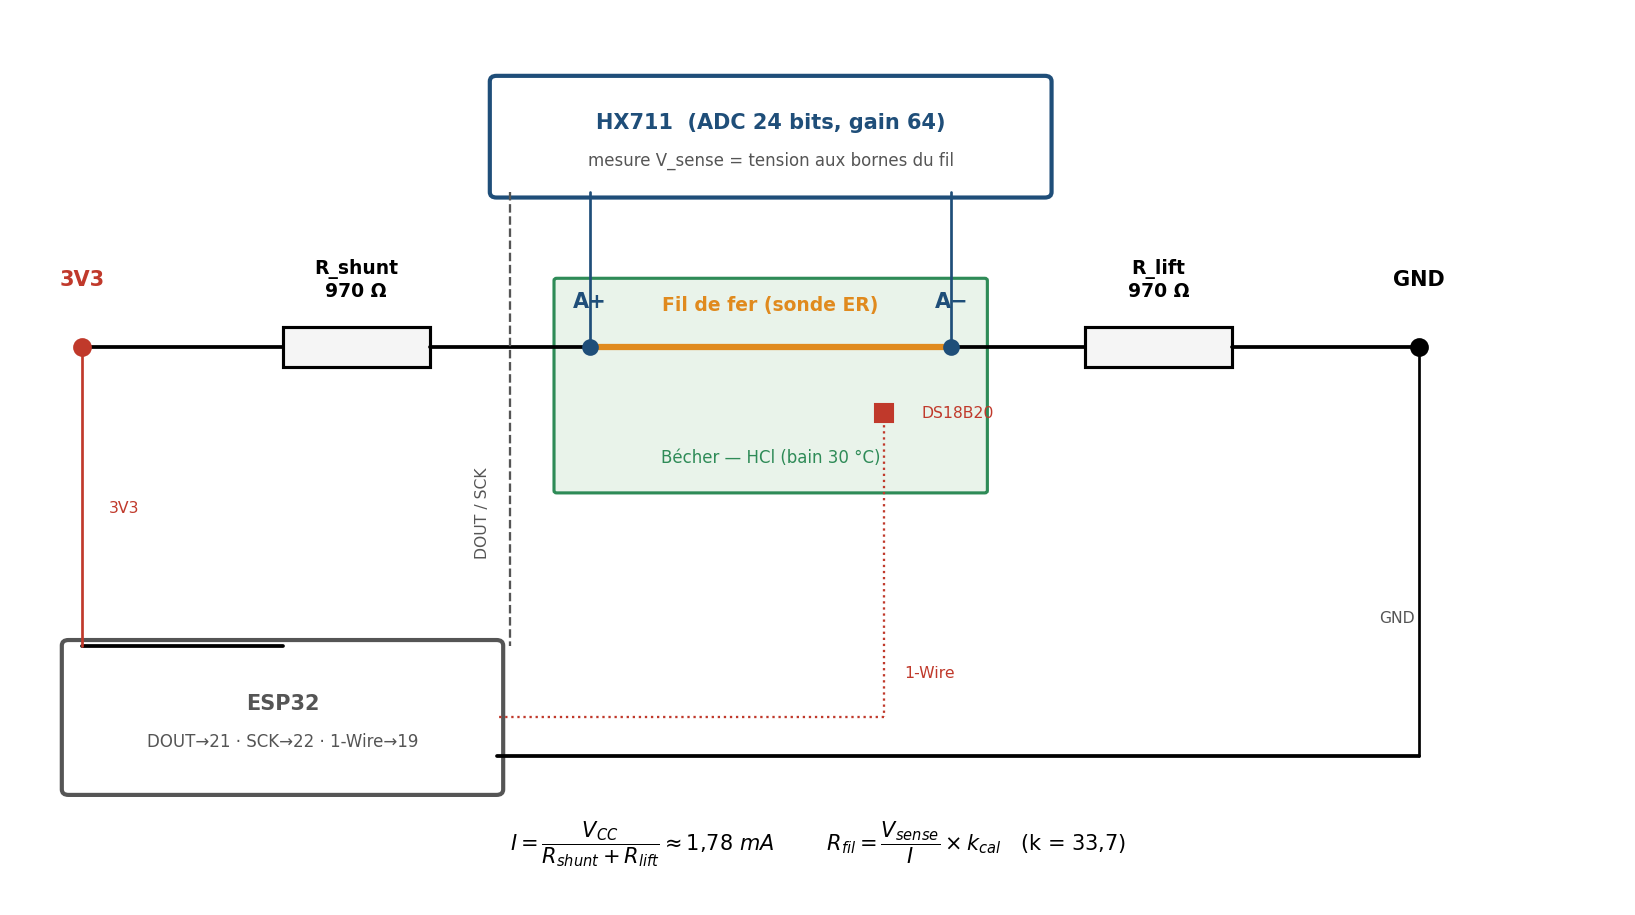 HX711  (ADC 24 bits, gain 64)
mesure V_sense = tension aux bornes du fil
3V3
R_shunt
970 Ω
A+
Fil de fer (sonde ER)
A−
R_lift
970 Ω
GND
DS18B20
Bécher — HCl (bain 30 °C)
3V3
DOUT / SCK
GND
1-Wire
ESP32
DOUT→21 · SCK→22 · 1-Wire→19
I = V_CC / (R_shunt + R_lift) ≈ 1,78 mA    R_fil = V_sense / I × k_cal   (k = 33,7)